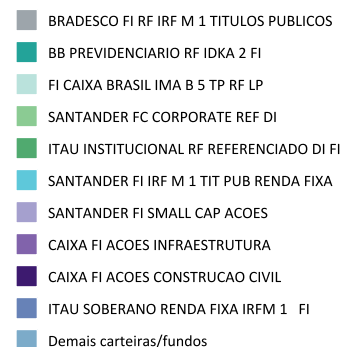 BRADESCO FI RF IRF M 1 TITULOS PUBLICOS
BB PREVIDENCIARIO RF IDKA 2 FI
FI CAIXA BRASIL IMA B 5 TP RF LP
SANTANDER FC CORPORATE REF DI
ITAU INSTITUCIONAL RF REFERENCIADO DI FI
SANTANDER FI IRF M 1 TIT PUB RENDA FIXA
SANTANDER FI SMALL CAP ACOES
CAIXA FI ACOES INFRAESTRUTURA
CAIXA FI ACOES CONSTRUCAO CIVIL
ITAU SOBERANO RENDA FIXA IRFM 1   FI
Demais carteiras/fundos